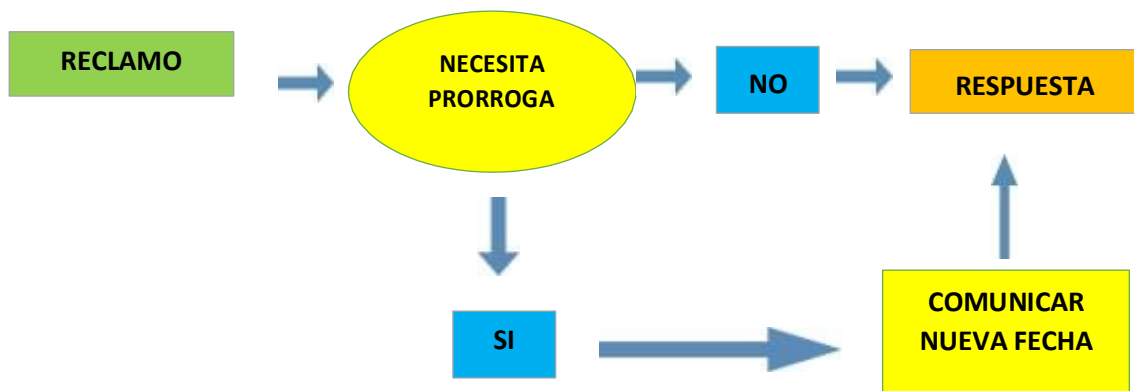 RECLAMO
NECESITA
PRORROGA
NO
RESPUESTA
SI
COMUNICAR
NUEVA FECHA